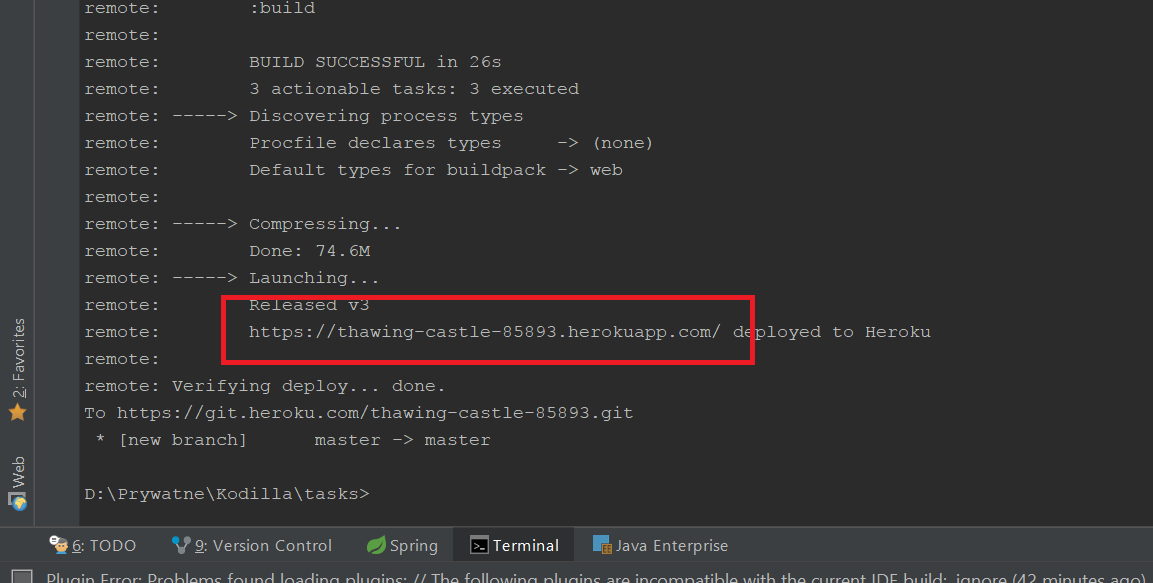 remote:        :build
remote:
remote:        BUILD SUCCESSFUL in 26s
remote:        3 actionable tasks: 3 executed
remote: -----> Discovering process types
remote:        Procfile declares types     -> (none)
remote:        Default types for buildpack -> web
remote:
remote: -----> Compressing...
remote:        Done: 74.6M
remote: -----> Launching...
remote:        Released v3
remote:        https://thawing-castle-85893.herokuapp.com/ deployed to Heroku
remote:
remote: Verifying deploy... done.
To https://git.heroku.com/thawing-castle-85893.git
 * [new branch]      master -> master
D:\Prywatne\Kodilla\tasks>
2: Favorites
Web
6: TODO 9: Version Control Spring Terminal Java Enterprise
Plugin Error: Problems found loading plugins: // The following plugins are incompatible with the current IDE build: ignore (42 minutes ago)